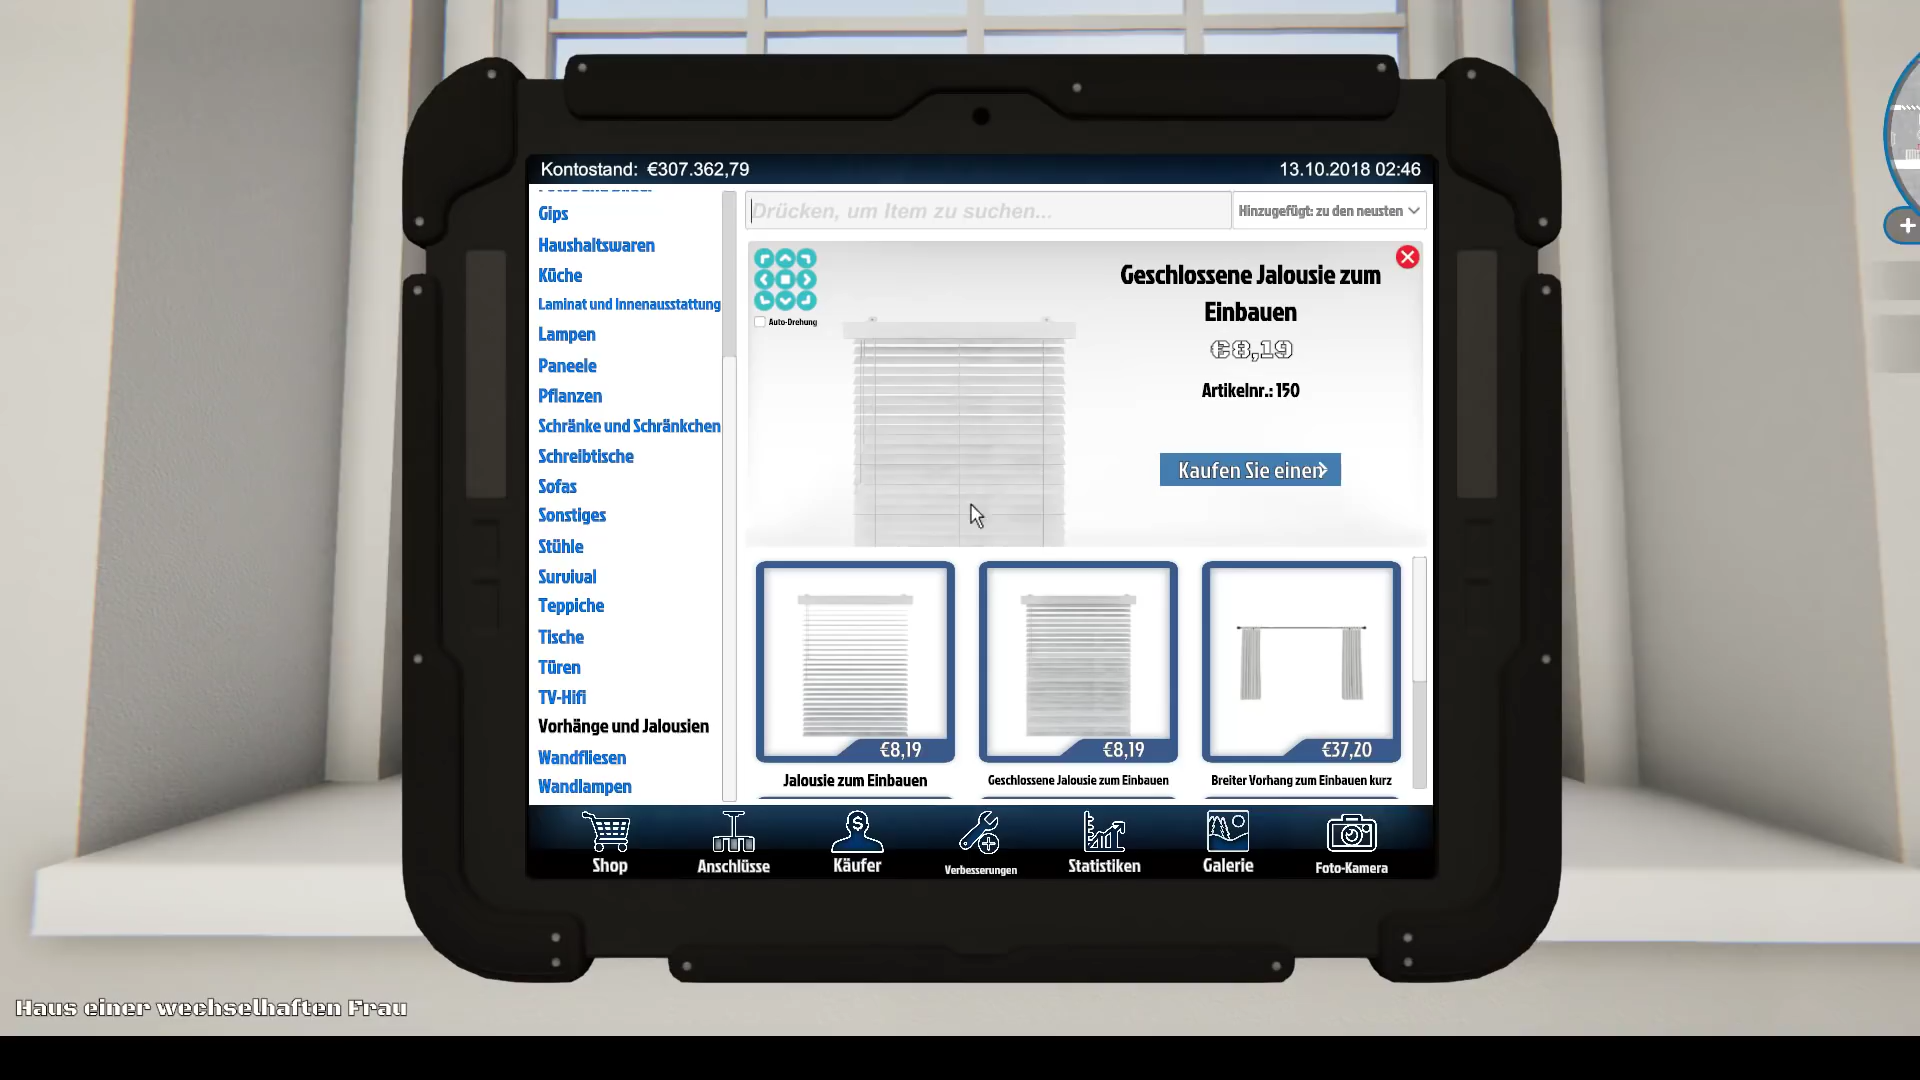 Kontostand: €307.362,79
13.10.2018 02:46
Gips
Haushaltswaren
Küche
Laminat und Innenausstattung
Lampen
Paneele
Pflanzen
Schränke und Schränkchen
Schreibtische
Sofas
Sonstiges
Stühle
Survival
Teppiche
Tische
Türen
TV-Hifi
Vorhänge und Jalousien
Wandfliesen
Wandlampen
Drücken, um Item zu suchen...
Hinzugefügt: zu den neusten
Auto-Drehung
Geschlossene Jalousie zum
Einbauen
€8,19
Artikelnr.: 150
Kaufen Sie einen
€8,19
Jalousie zum Einbauen
€8,19
Geschlossene Jalousie zum Einbauen
€37,20
Breiter Vorhang zum Einbauen kurz
Shop
Anschlüsse
Käufer
Verbesserungen
Statistiken
Galerie
Foto-Kamera
Haus einer wechselhaften Frau